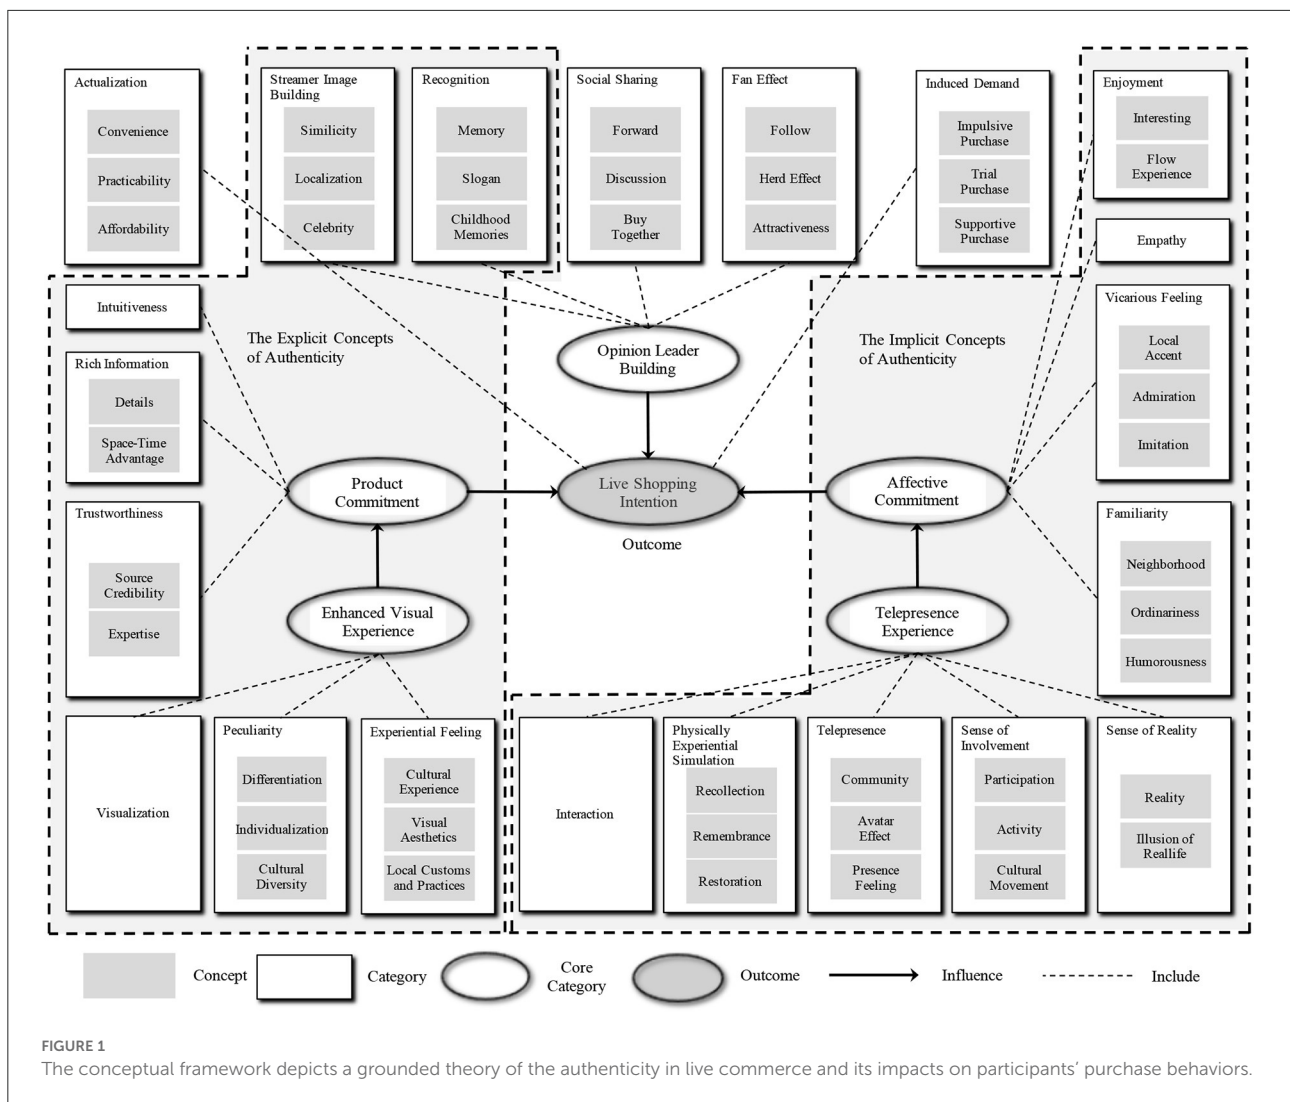 Actualization
Convenience
Practicability
Affordability
Streamer Image
Building
Similicity
Localization
Celebrity
Recognition
Memory
Slogan
Childhood
Memories
Social Sharing
Forward
Discussion
Buy
Together
Fan Effect
Follow
Herd Effect
Attractiveness
Induced Demand
Impulsive
Purchase
Trial
Purchase
Supportive
Purchase
Enjoyment
Interesting
Flow
Experience
Empathy
Intuitiveness
The Explicit Concepts
of Authenticity
Opinion Leader
Building
The Implicit Concepts
of Authenticity
Vicarious Feeling
Local
Accent
Admiration
Imitation
Rich Information
Details
Space-Time
Advantage
Product
Commitment
Live Shopping
Intention
Outcome
Affective
Commitment
Trustworthiness
Source
Credibility
Expertise
Enhanced Visual
Experience
Telepresence
Experience
Familiarity
Neighborhood
Ordinariness
Humorousness
Visualization
Peculiarity
Differentiation
Individualization
Cultural
Diversity
Experiential Feeling
Cultural
Experience
Visual
Aesthetics
Local Customs
and Practices
Interaction
Physically
Experiential
Simulation
Recollection
Remembrance
Restoration
Telepresence
Community
Avatar
Effect
Presence
Feeling
Sense of
Involvement
Participation
Activity
Cultural
Movement
Sense of Reality
Reality
Illusion of
Reallife
Concept
Category
Core
Category
Outcome
Influence
Include
FIGURE 1
The conceptual framework depicts a grounded theory of the authenticity in live commerce and its impacts on participants' purchase behaviors.